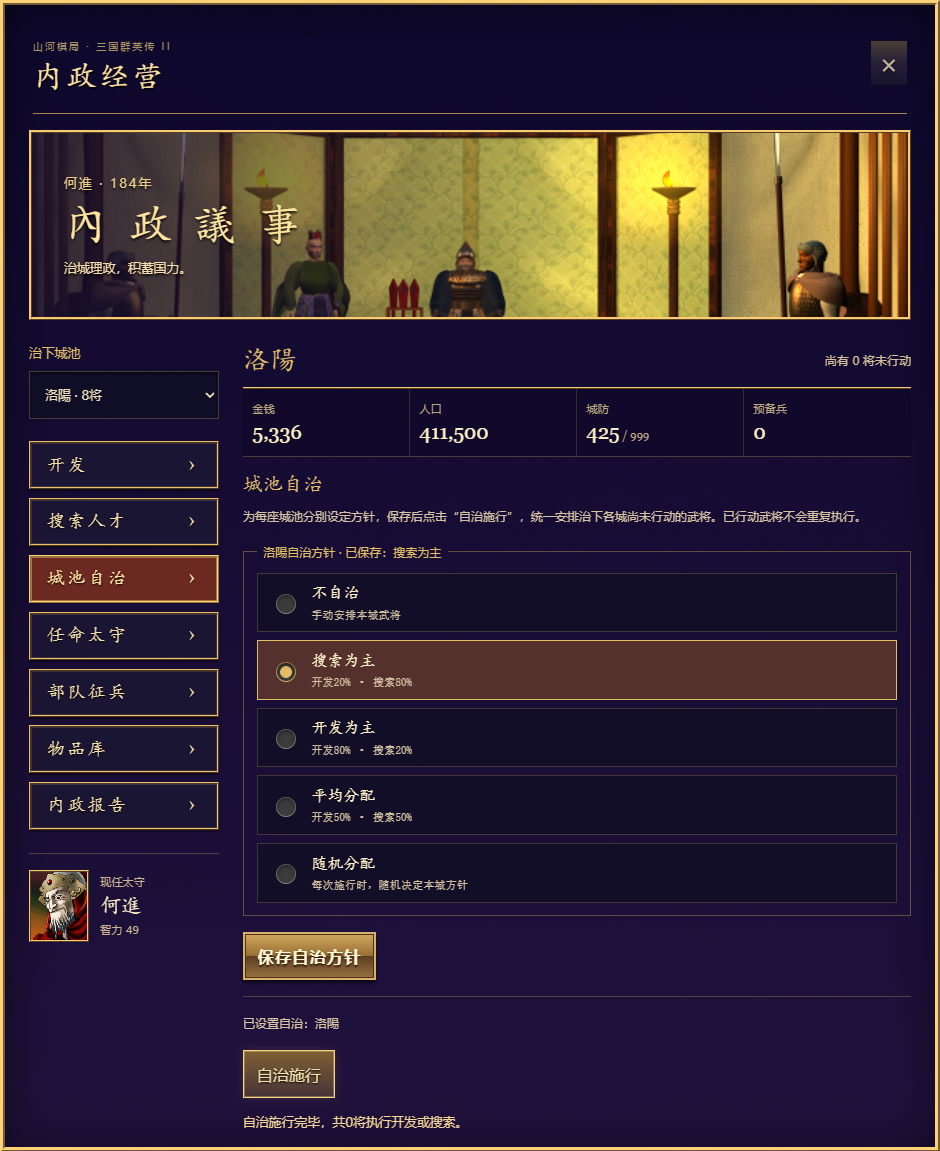 山河棋局 · 三国群英传 II
内政经营
×
何進 · 184年
內政議事
治城理政，积蓄国力。
治下城池
洛陽 · 8将
开发 ›
搜索人才 ›
城池自治 ›
任命太守 ›
部队征兵 ›
物品库 ›
内政报告 ›
现任太守
何進
智力 49
洛陽
尚有 0 将未行动
金钱
5,336
人口
411,500
城防
425 / 999
预备兵
0
城池自治
为每座城池分别设定方针，保存后点击“自治施行”，统一安排治下各城尚未行动的武将。已行动武将不会重复执行。
洛陽自治方针 · 已保存：搜索为主
不自治
手动安排本城武将
搜索为主
开发20% · 搜索80%
开发为主
开发80% · 搜索20%
平均分配
开发50% · 搜索50%
随机分配
每次施行时，随机决定本城方针
保存自治方针
已设置自治：洛陽
自治施行
自治施行完毕，共0将执行开发或搜索。